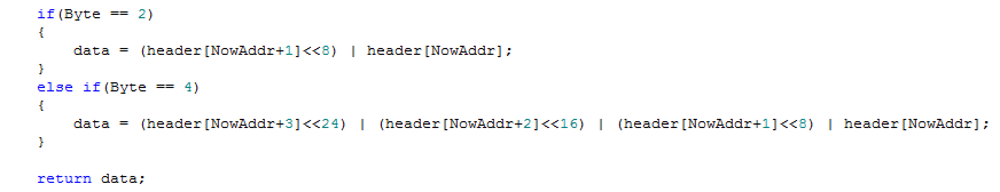 if(Byte == 2)
{
    data = (header[NowAddr+1]<<8) | header[NowAddr];
}
else if(Byte == 4)
{
    data = (header[NowAddr+3]<<24) | (header[NowAddr+2]<<16) | (header[NowAddr+1]<<8) | header[NowAddr];
}

return data;